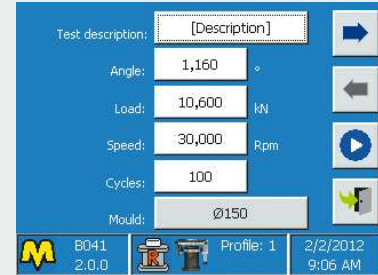 Test description: [Description]
Angle: 1,160 °
Load: 10,600 kN
Speed: 30,000 Rpm
Cycles: 100
Mould: Ø150
B041 2.0.0 R Profile: 1 2/2/2012 9:06 AM